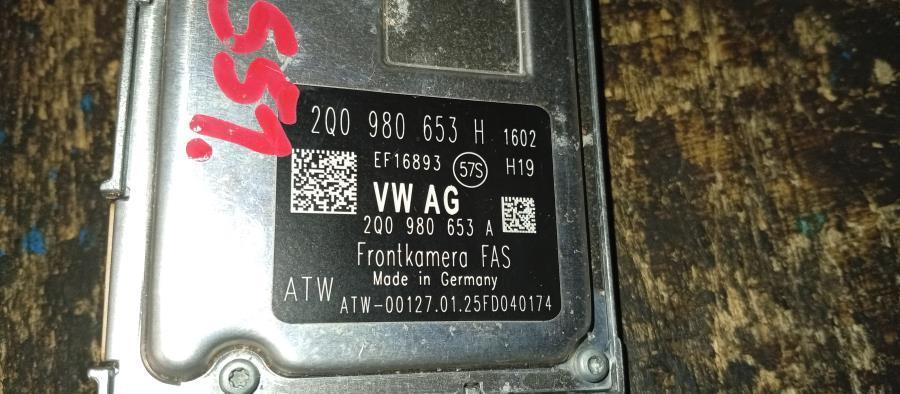 551.
2Q0 980 653 H 1602
EF16893 57S H19
VW AG
2Q0 980 653 A
Frontkamera FAS
Made in Germany
ATW
ATW-00127.01.25FD040174